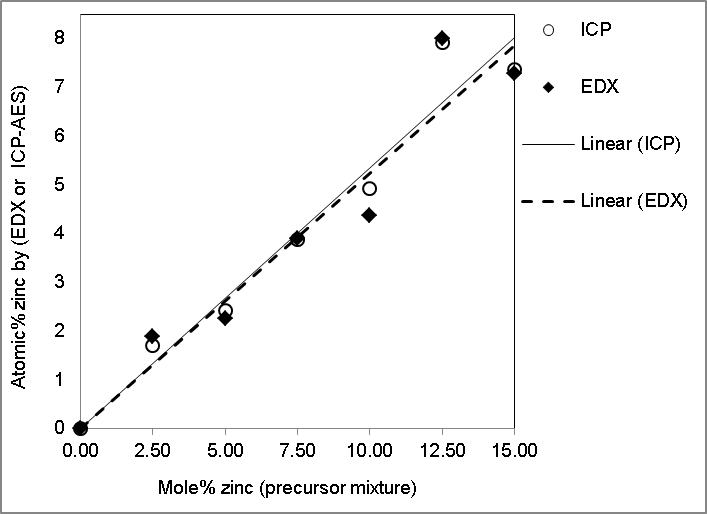 8
7
6
5
4
3
2
1
0
Atomic% zinc by (EDX or ICP-AES)
0.00 2.50 5.00 7.50 10.00 12.50 15.00
Mole% zinc (precursor mixture)
ICP
EDX
Linear (ICP)
Linear (EDX)